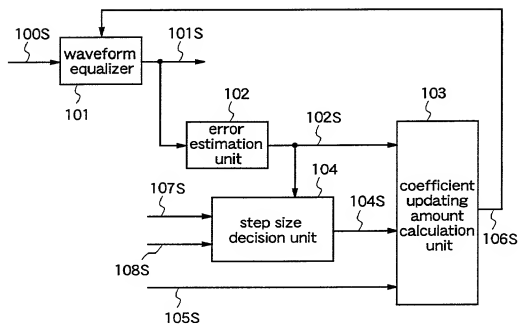 100S
waveform
equalizer
101
101S
102
error
estimation
unit
102S
103
coefficient
updating
amount
calculation
unit
106S
107S
104
step size
decision unit
104S
108S
105S